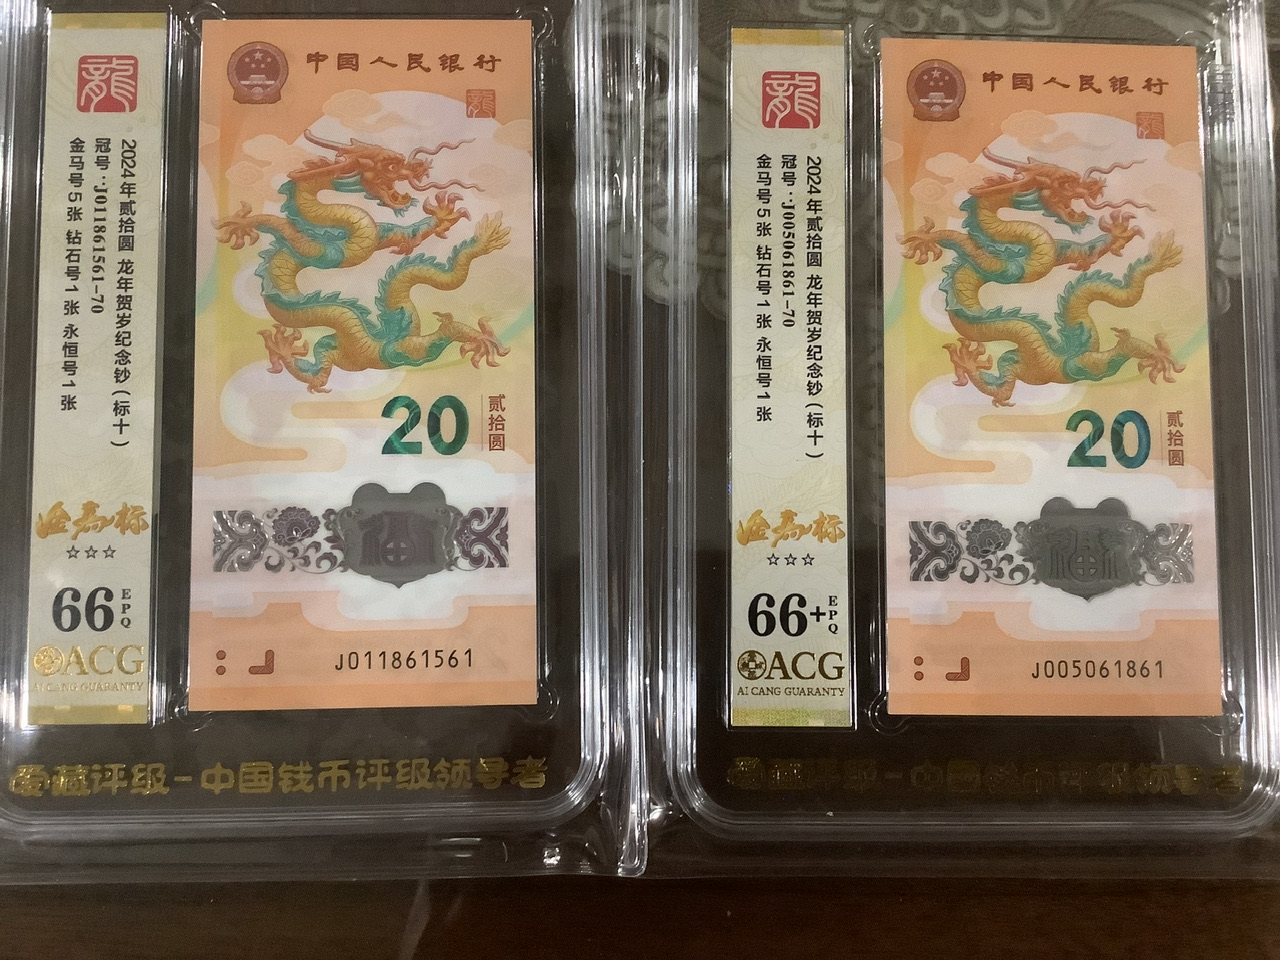 龍
2024年贰拾圆 龙年贺岁纪念钞(标十)
冠号:J011861561-70
金马号5张 钻石号1张 永恒号1张
金马标
☆☆☆
66 EPQ
ACG
AI CANG GUARANTY
中国人民银行
龍
20
贰拾圆
福
J011861561
爱藏评级-中国钱币评级领导者
龍
2024年贰拾圆 龙年贺岁纪念钞(标十)
冠号:J005061861-70
金马号5张 钻石号1张 永恒号1张
金马标
☆☆☆
66+ EPQ
ACG
AI CANG GUARANTY
中国人民银行
龍
20
贰拾圆
福
J005061861
爱藏评级-中国钱币评级领导者